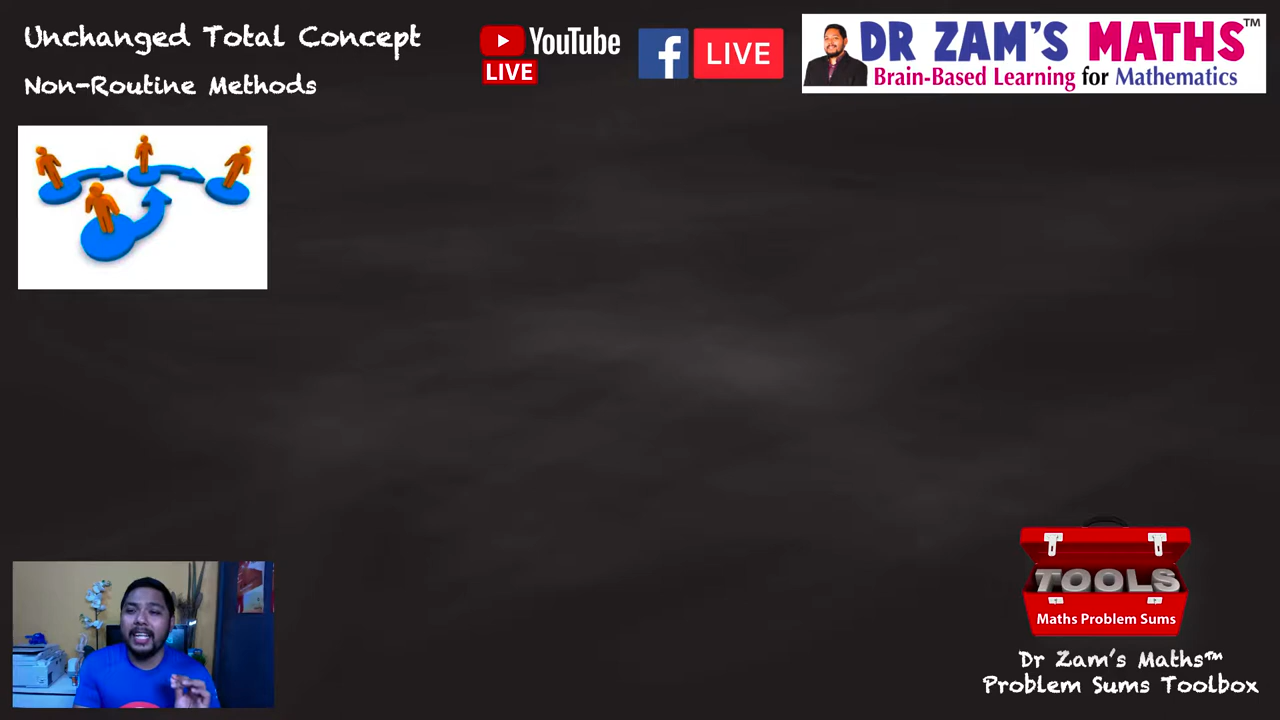 Unchanged Total Concept
Non-Routine Methods
YouTube
LIVE
LIVE
DR ZAM'S MATHS™
Brain-Based Learning for Mathematics
TOOLS
Maths Problem Sums
Dr Zam's Maths™
Problem Sums Toolbox